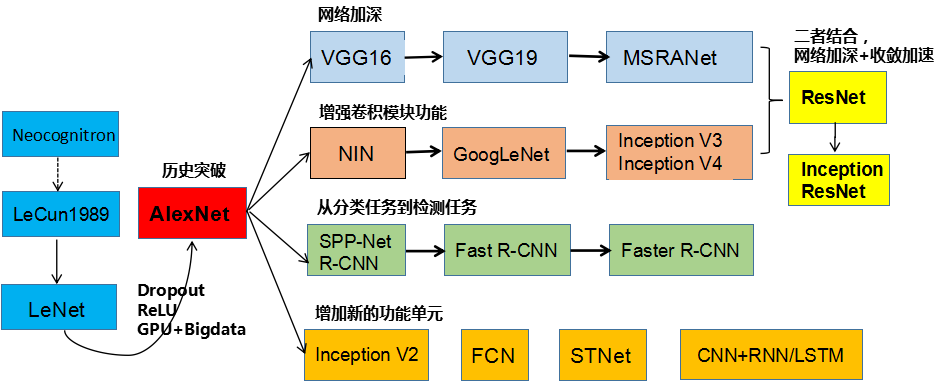 网络加深
VGG16
VGG19
MSRANet
二者结合，
网络加深+收敛加速
ResNet
Inception
ResNet
增强卷积模块功能
NIN
GoogLeNet
Inception V3
Inception V4
Neocognitron
LeCun1989
LeNet
历史突破
AlexNet
Dropout
ReLU
GPU+Bigdata
从分类任务到检测任务
SPP-Net
R-CNN
Fast R-CNN
Faster R-CNN
增加新的功能单元
Inception V2
FCN
STNet
CNN+RNN/LSTM